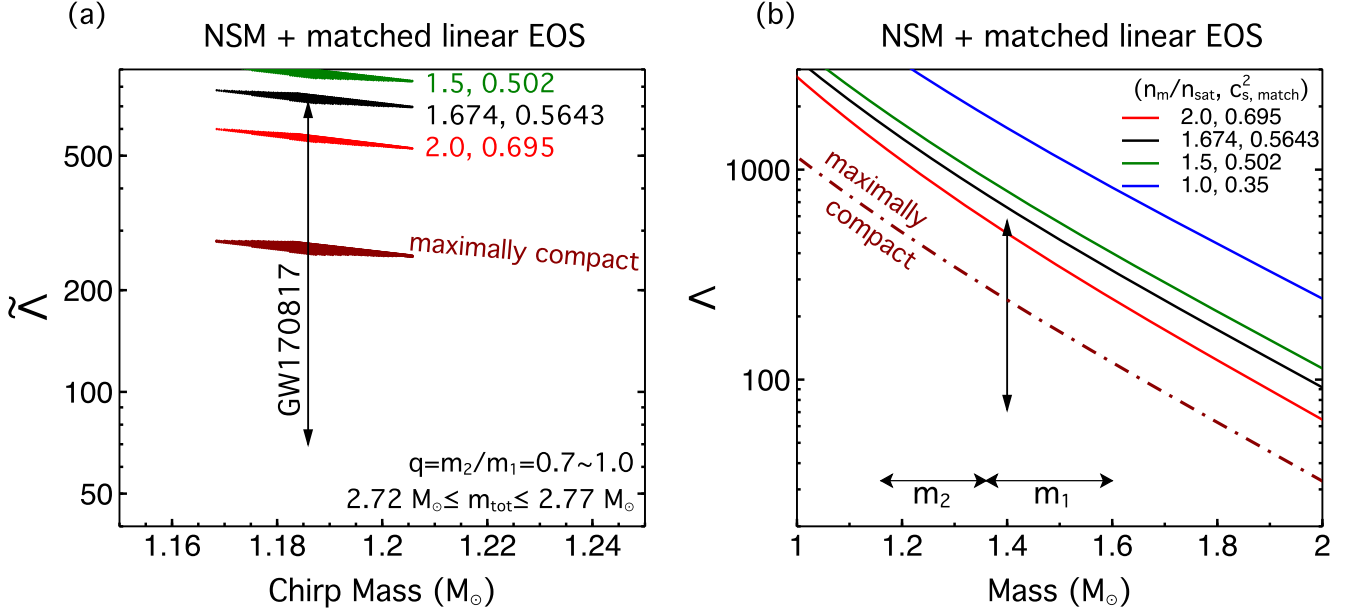 (a)
NSM + matched linear EOS
1.5, 0.502
1.674, 0.5643
2.0, 0.695
maximally compact
GW170817
q=m₂/m₁=0.7~1.0
2.72 M☉≤ mₜₒₜ≤ 2.77 M☉
500
200
100
50
Λ̃
1.16 1.18 1.2 1.22 1.24
Chirp Mass (M☉)
(b)
NSM + matched linear EOS
(nₘ/nₛₐₜ, c²ₛ, match)
2.0, 0.695
1.674, 0.5643
1.5, 0.502
1.0, 0.35
maximally
compact
m₂ m₁
1000
100
Λ
1 1.2 1.4 1.6 1.8 2
Mass (M☉)